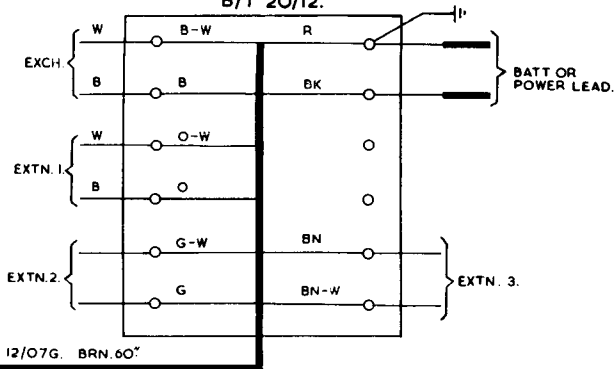 B/T 20/12.
W B-W R
EXCH.
B B BK
BATT OR
POWER LEAD.
W O-W
EXTN. 1.
B O
G-W BN
EXTN.2.
EXTN. 3.
G BN-W
12/07G. BRN.60"